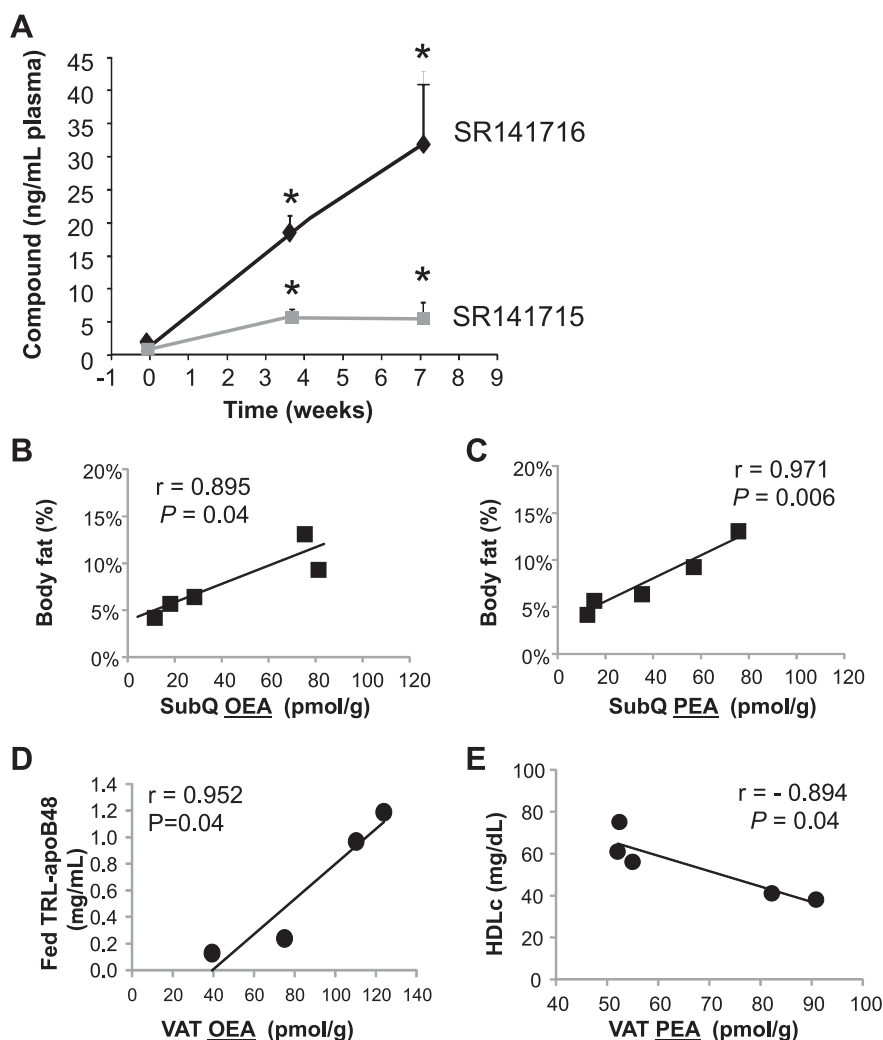 A
Compound (ng/mL plasma)
45
40
35
30
25
20
15
10
5
0
-1 0 1 2 3 4 5 6 7 8 9
Time (weeks)
*
*
*
*
SR141716
SR141715
B
Body fat (%)
20%
15%
10%
5%
0%
r = 0.895
P = 0.04
0 20 40 60 80 100 120
SubQ OEA (pmol/g)
C
Body fat (%)
20%
15%
10%
5%
0%
r = 0.971
P = 0.006
0 20 40 60 80 100 120
SubQ PEA (pmol/g)
D
Fed TRL-apoB48
(mg/mL)
1.4
1.2
1.0
0.8
0.6
0.4
0.2
0.0
r = 0.952
P=0.04
0 20 40 60 80 100 120 140
VAT OEA (pmol/g)
E
HDLc (mg/dL)
100
80
60
40
20
0
r = - 0.894
P = 0.04
40 50 60 70 80 90 100
VAT PEA (pmol/g)